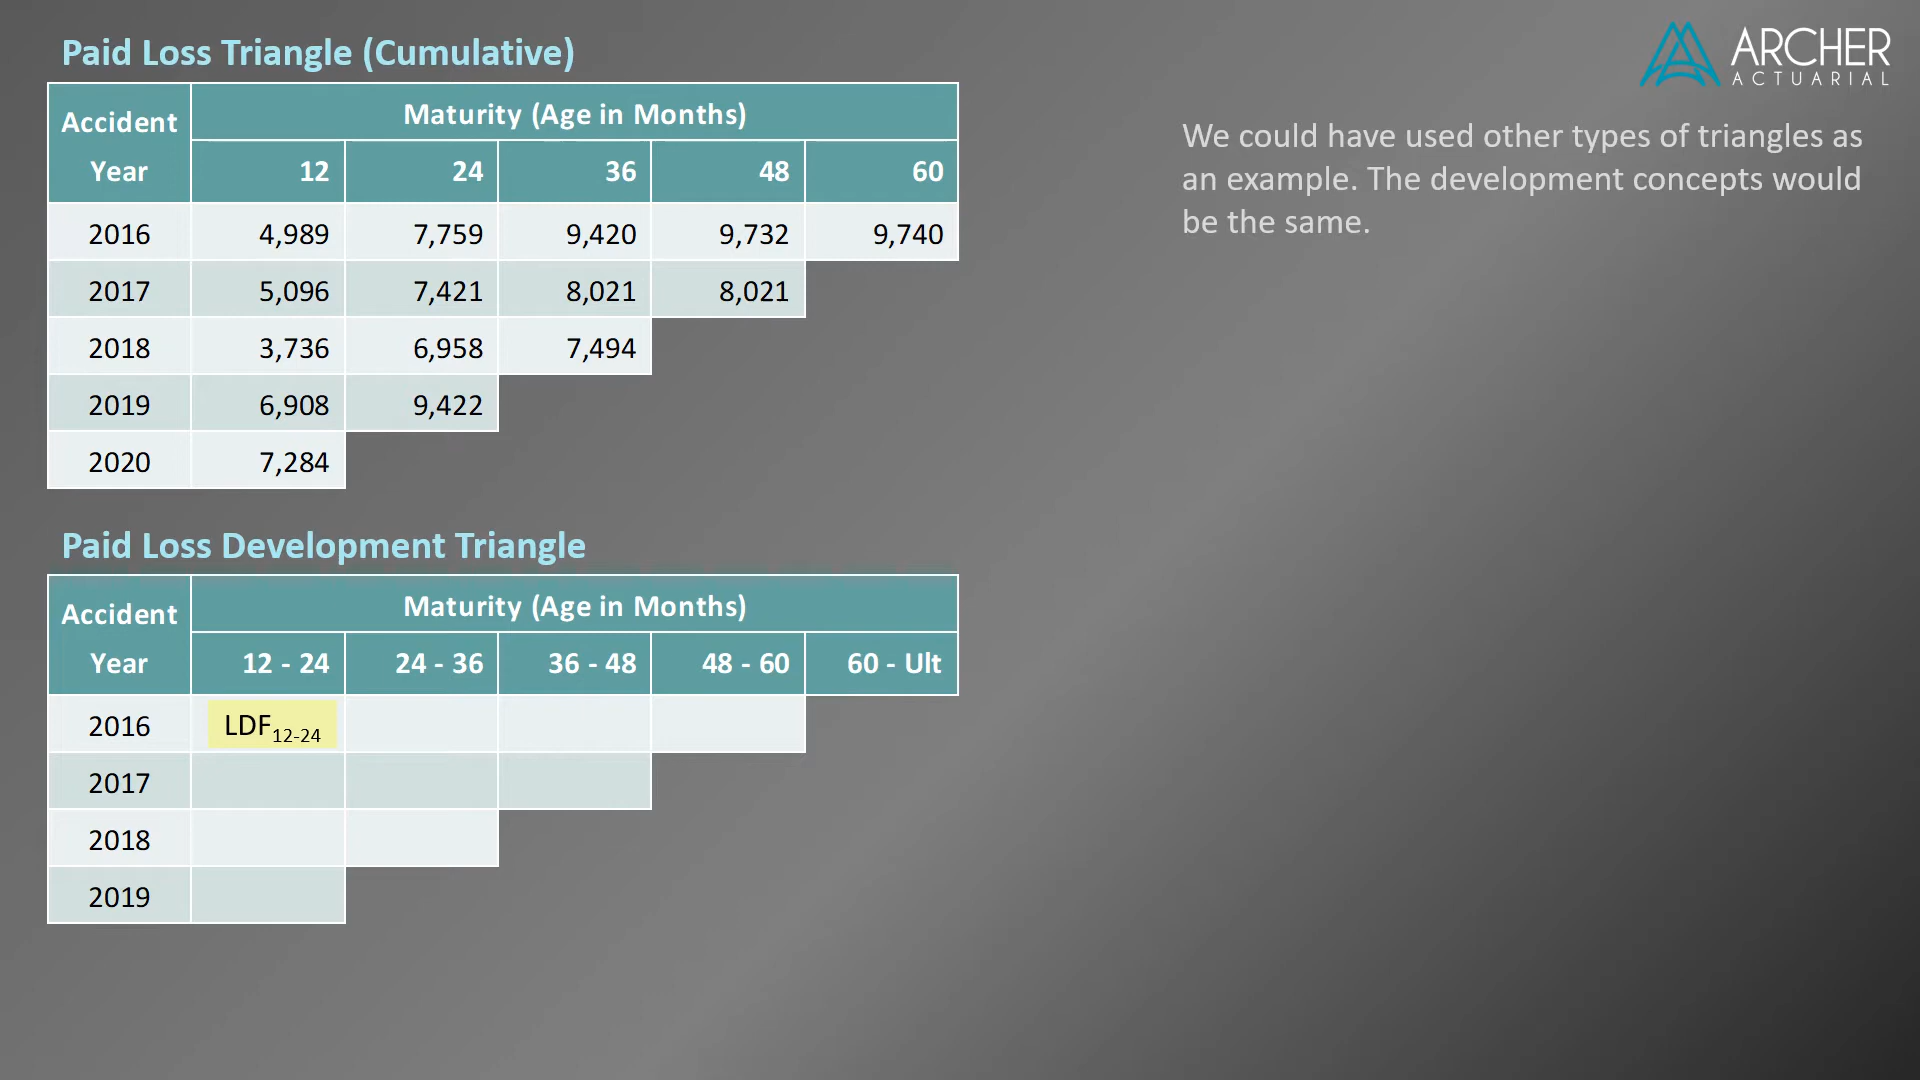 Paid Loss Triangle (Cumulative)
ARCHER
ACTUARIAL
Accident Year Maturity (Age in Months)
12 24 36 48 60
2016 4,989 7,759 9,420 9,732 9,740
2017 5,096 7,421 8,021 8,021
2018 3,736 6,958 7,494
2019 6,908 9,422
2020 7,284
We could have used other types of triangles as
an example. The development concepts would
be the same.
Paid Loss Development Triangle
Accident Year Maturity (Age in Months)
12 - 24 24 - 36 36 - 48 48 - 60 60 - Ult
2016 LDF12-24
2017
2018
2019